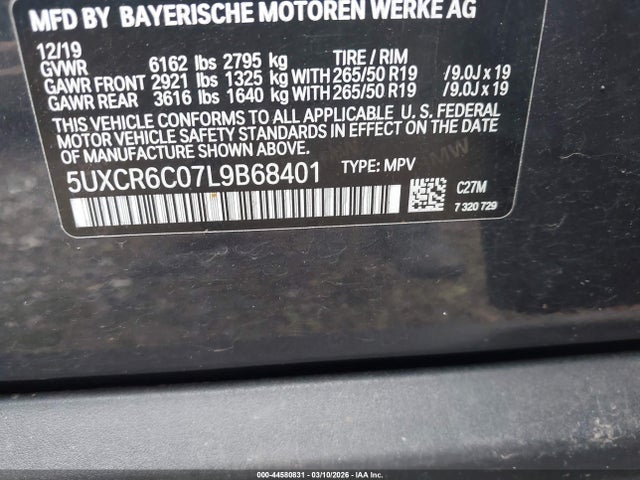 MFD BY BAYERISCHE MOTOREN WERKE AG
12/19
GVWR 6162 lbs 2795 kg TIRE / RIM
GAWR FRONT 2921 lbs 1325 kg WITH 265/50 R19 /9.0J x 19
GAWR REAR 3616 lbs 1640 kg WITH 265/50 R19 /9.0J x 19
THIS VEHICLE CONFORMS TO ALL APPLICABLE U. S. FEDERAL
MOTOR VEHICLE SAFETY STANDARDS IN EFFECT ON THE DATE
OF MANUFACTURE SHOWN ABOVE.
5UXCR6C07L9B68401 TYPE: MPV
C27M
7 320 729
000-44580831 - 03/10/2026 - IAA Inc.